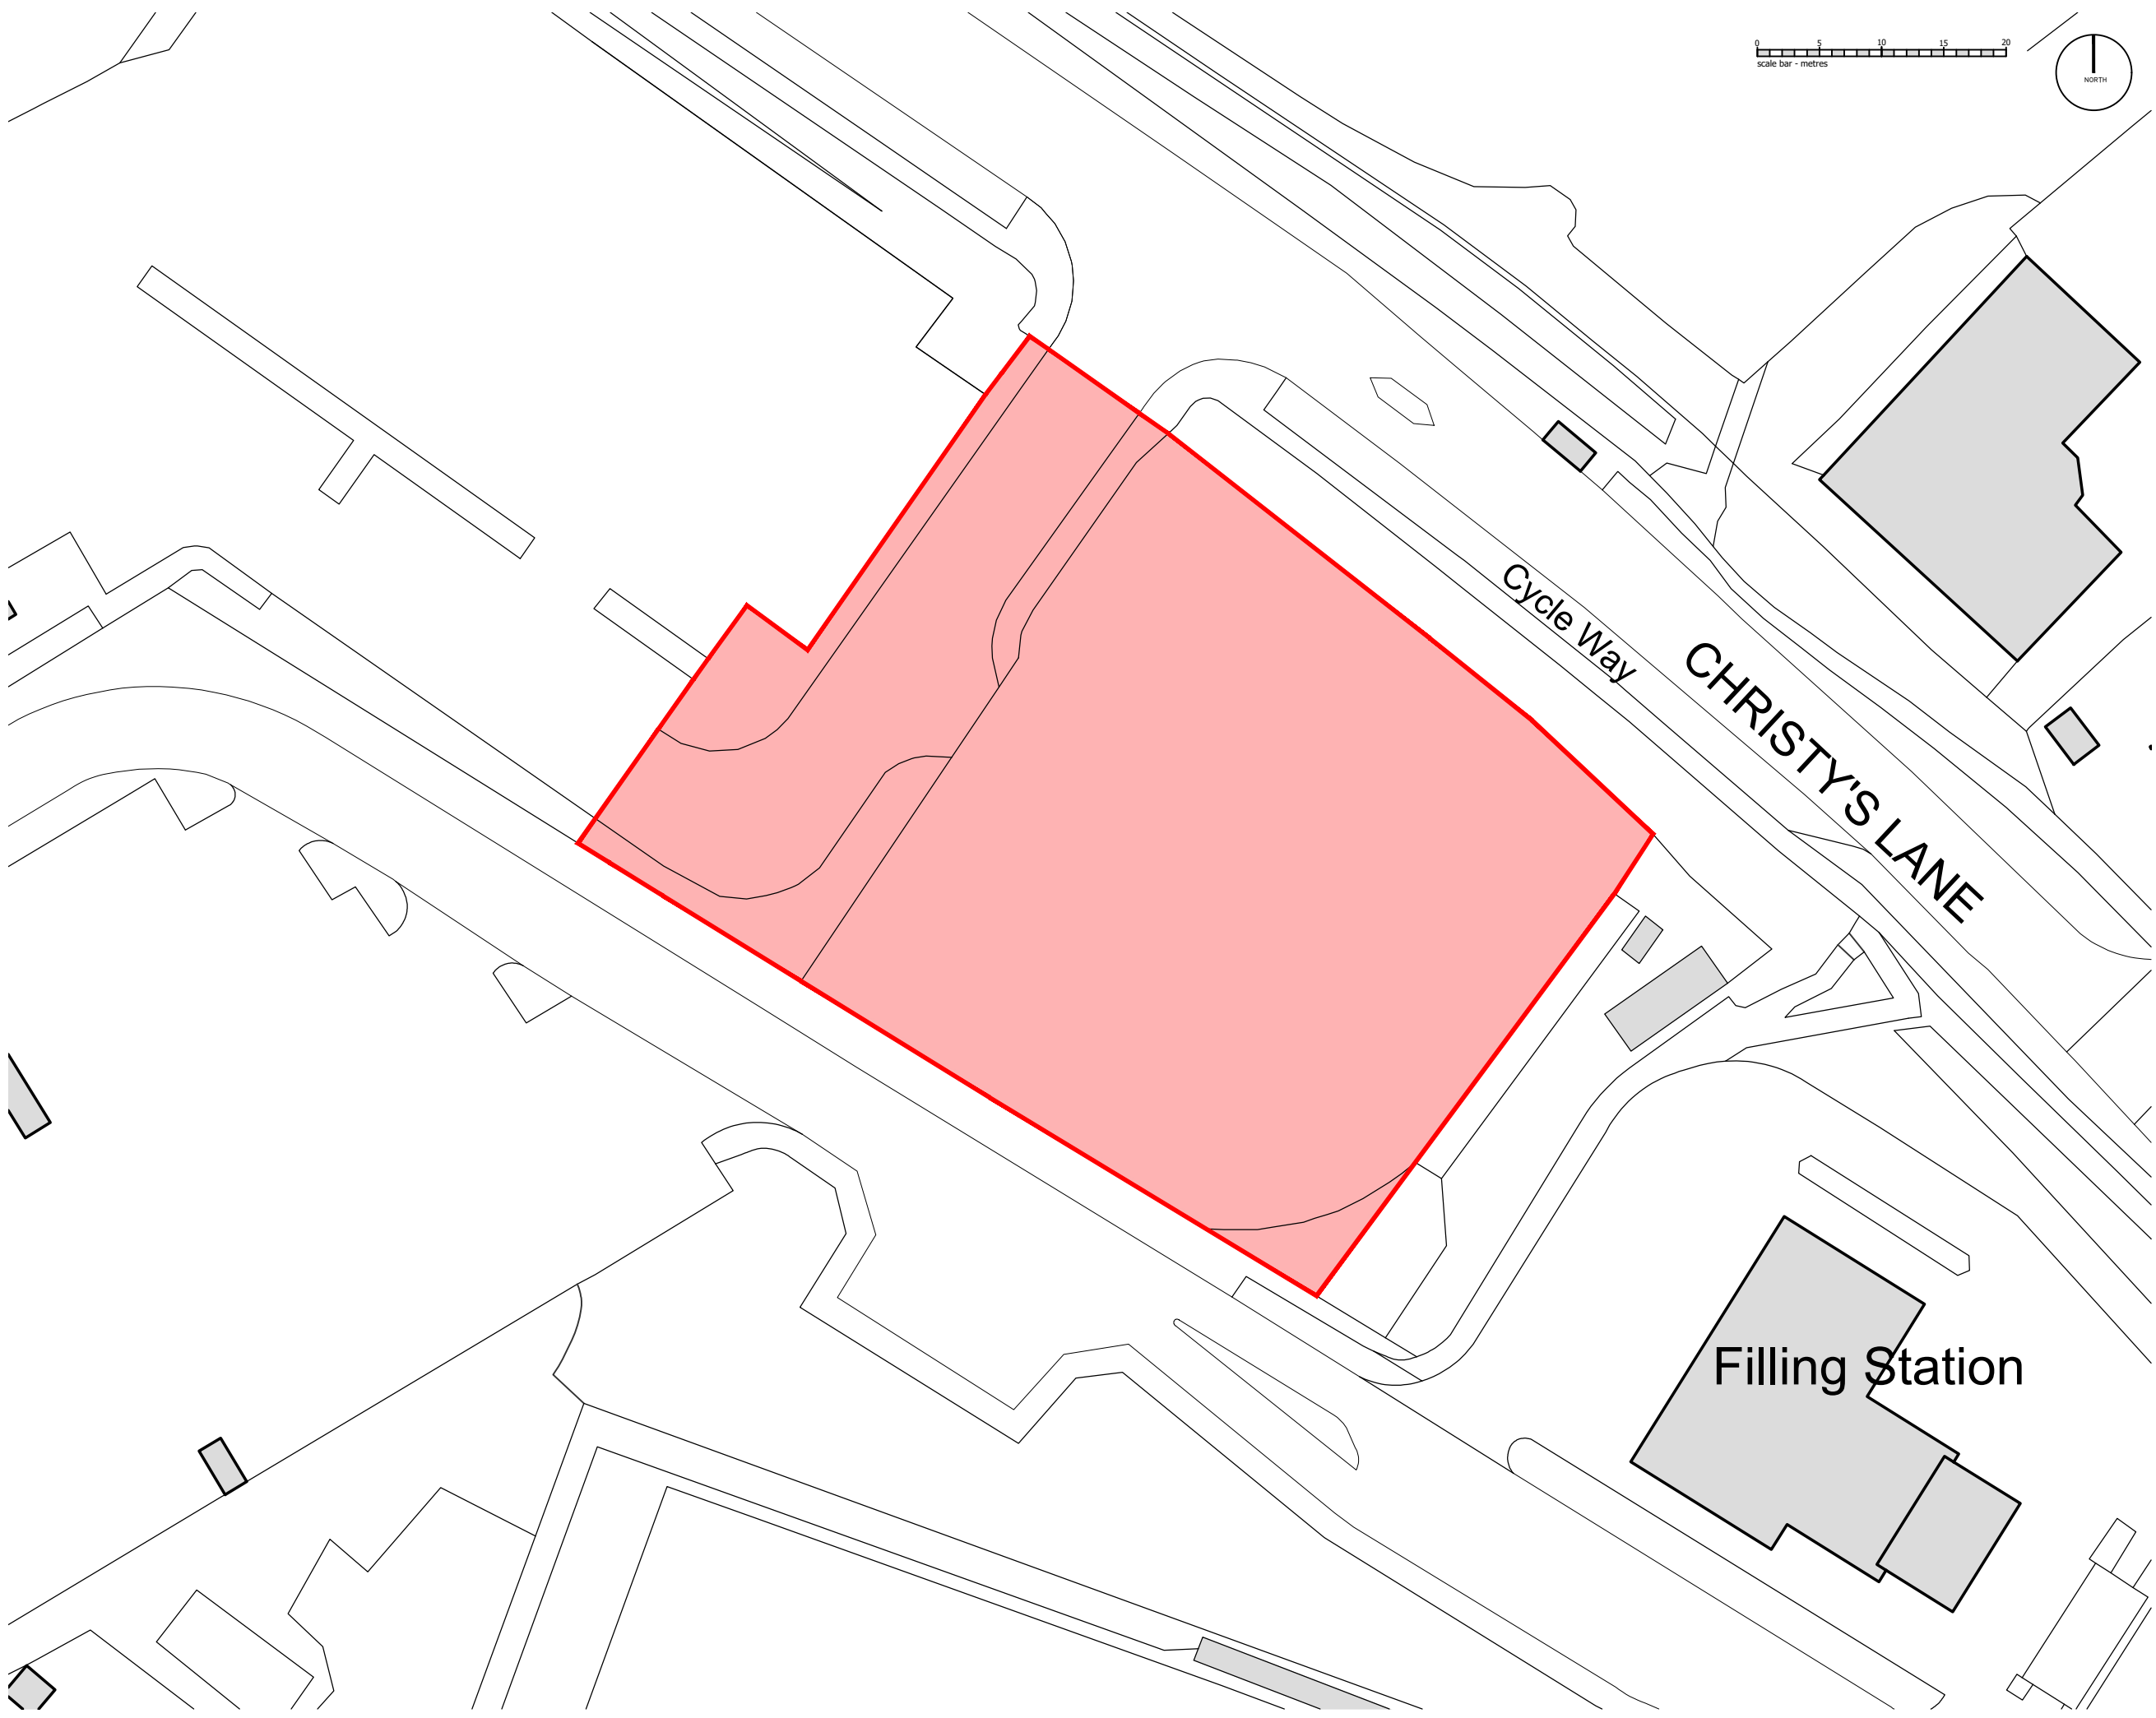 0 5 10 15 20
scale bar - metres
NORTH
Cycle Way
CHRISTY'S LANE
Filling Station